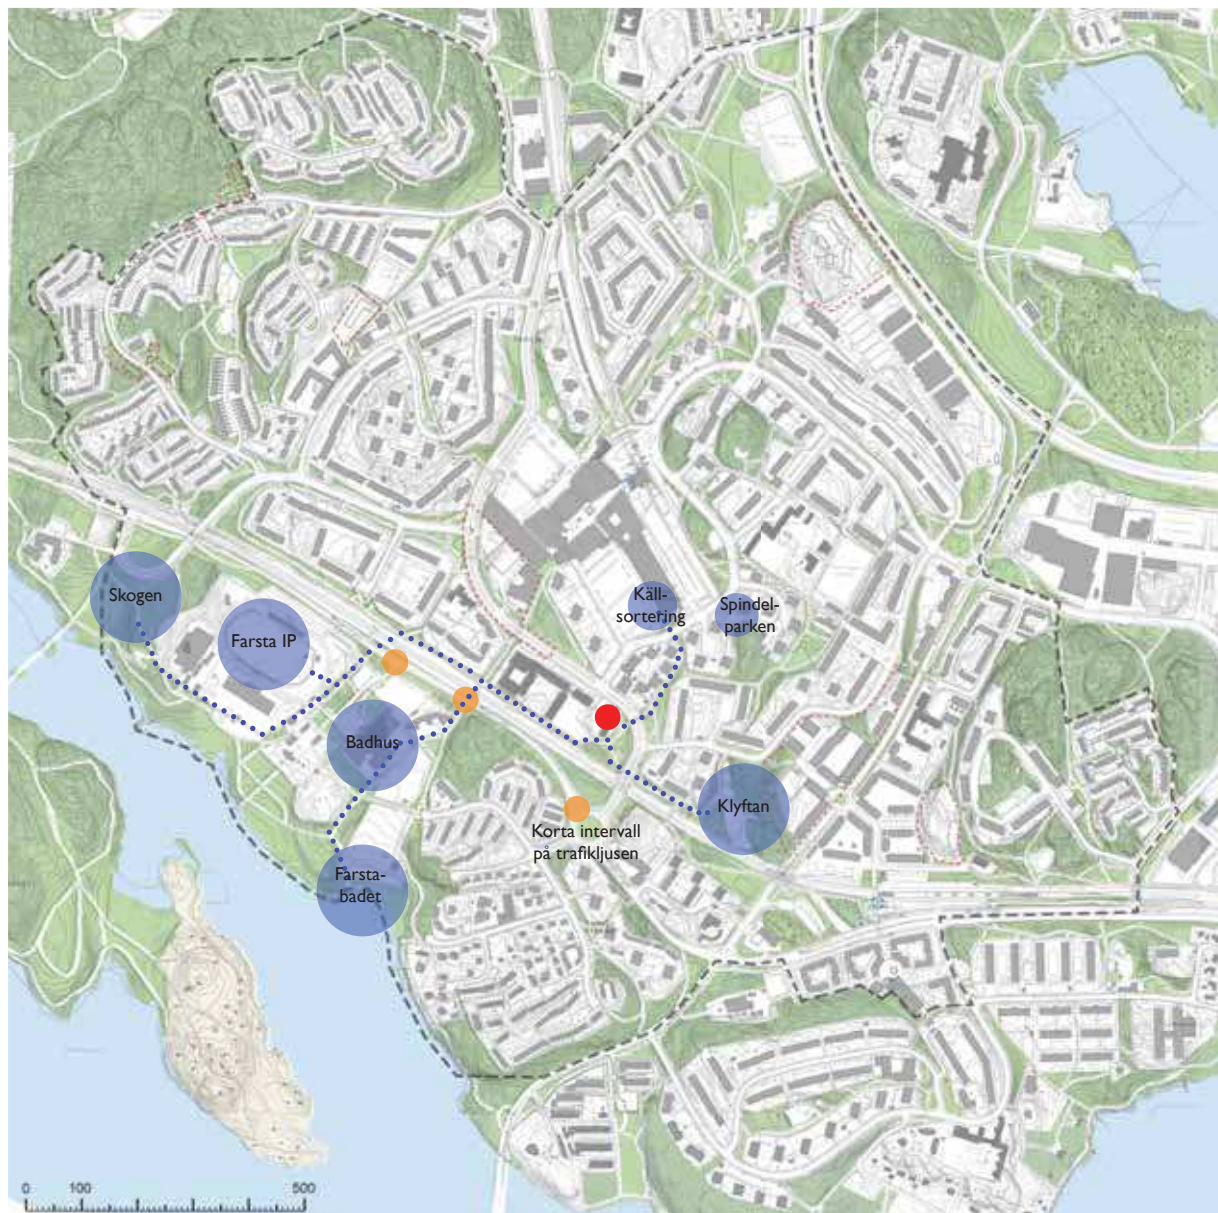 Skogen
Farsta IP
Käll-
sortering
Spindel-
parken
Badhus
Klyftan
Korta intervall
på trafikljusen
Farsta-
badet
0 100 500